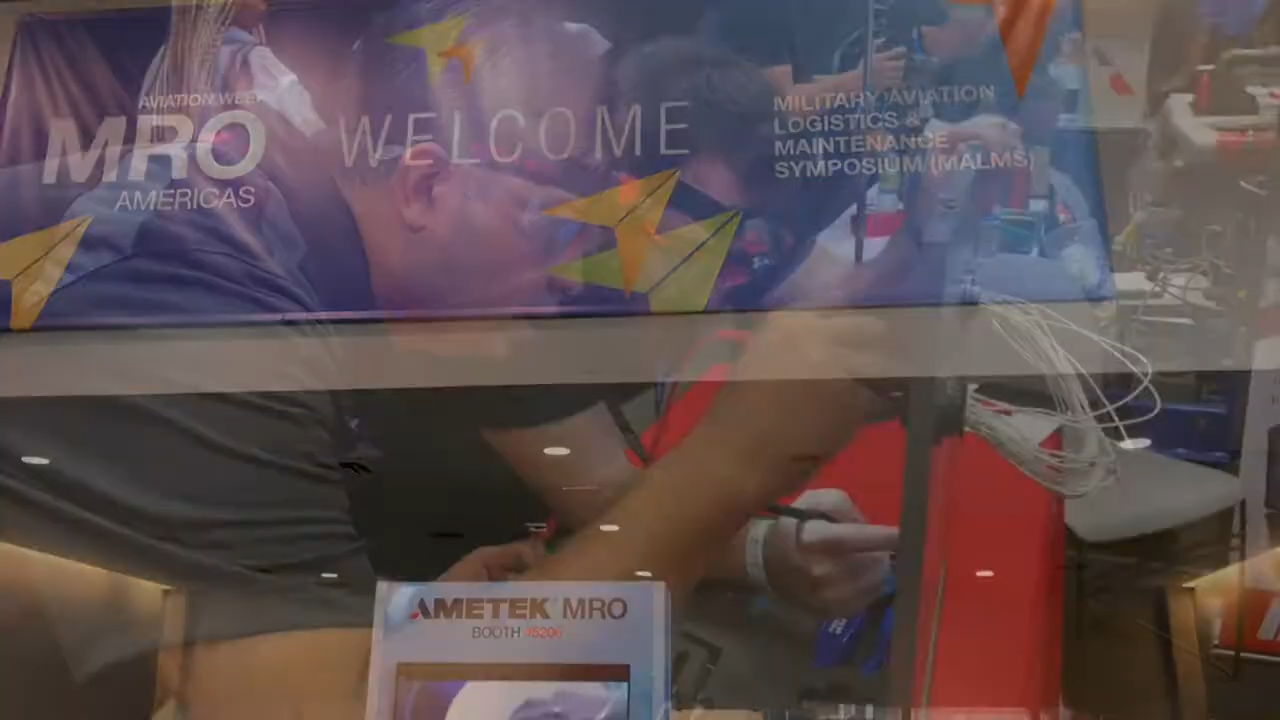 AVIATION WEEK
MRO
AMERICAS
WELCOME
MILITARY AVIATION
LOGISTICS &
MAINTENANCE
SYMPOSIUM (MALMS)
AMETEK MRO
BOOTH